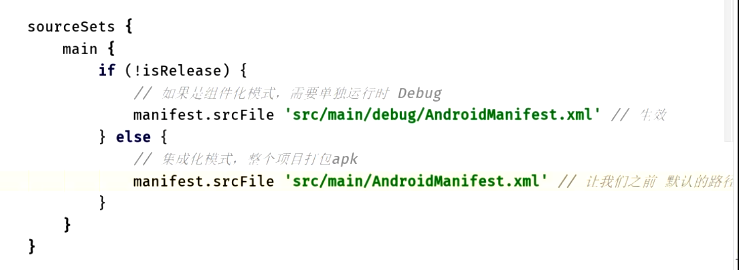 sourceSets {
main {
if (!isRelease) {
// 如果是组件化模式，需要单独运行时 Debug
manifest.srcFile 'src/main/debug/AndroidManifest.xml' // 生效
} else {
// 集成化模式，整个项目打包apk
manifest.srcFile 'src/main/AndroidManifest.xml' // 让我们之前 默认的路径
}
}
}